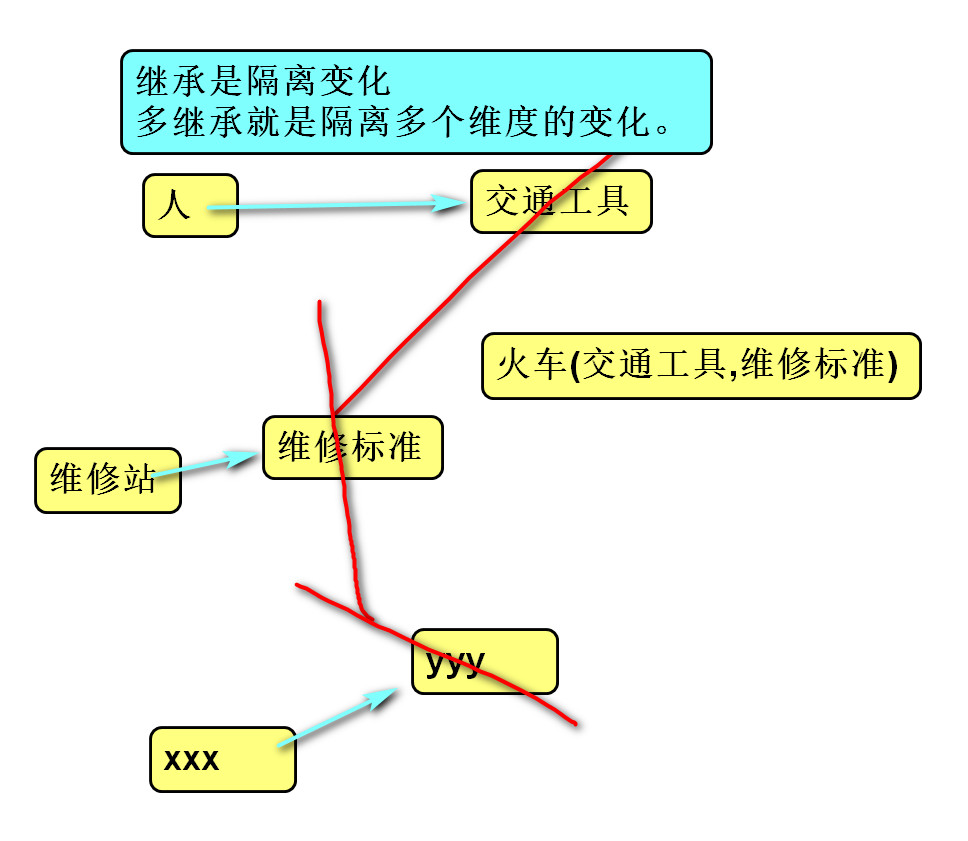 继承是隔离变化
多继承就是隔离多个维度的变化。
人
交通工具
火车(交通工具,维修标准)
维修标准
维修站
yyy
xxx